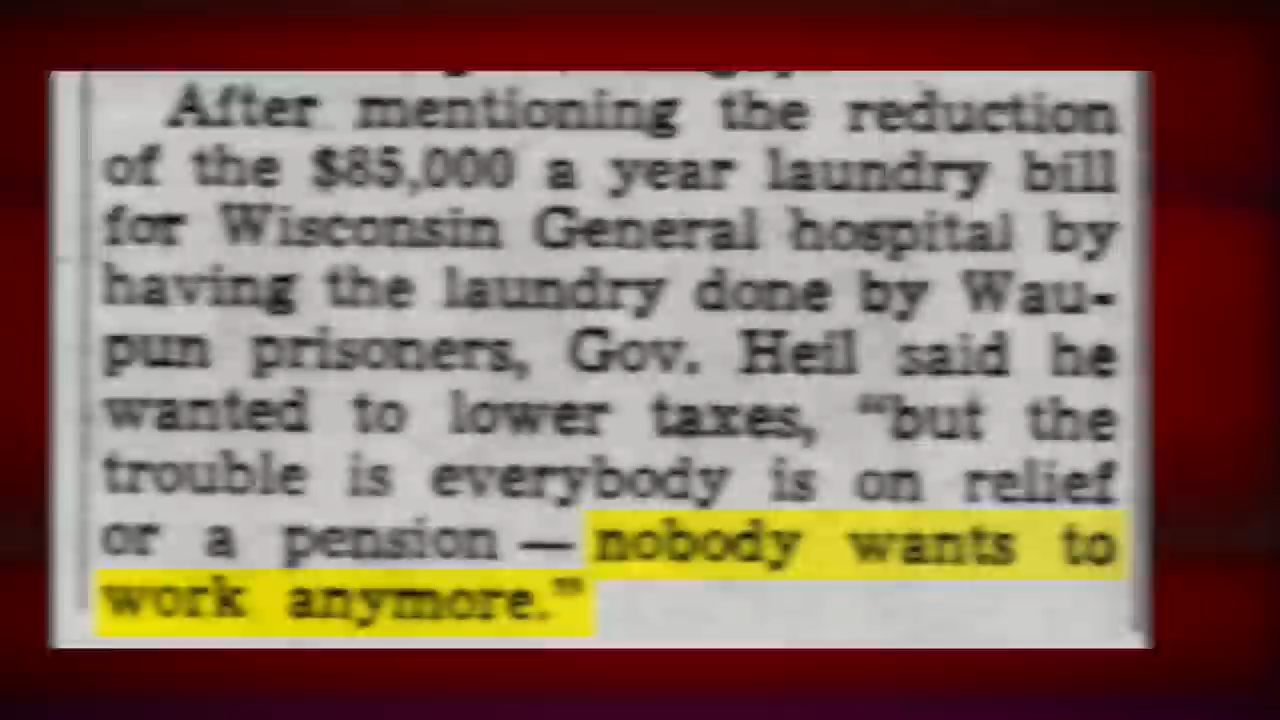 After mentioning the reduction
of the $85,000 a year laundry bill
for Wisconsin General hospital by
having the laundry done by Wau-
pun prisoners, Gov. Heil said he
wanted to lower taxes, “but the
trouble is everybody is on relief
or a pension — nobody wants to
work anymore.”